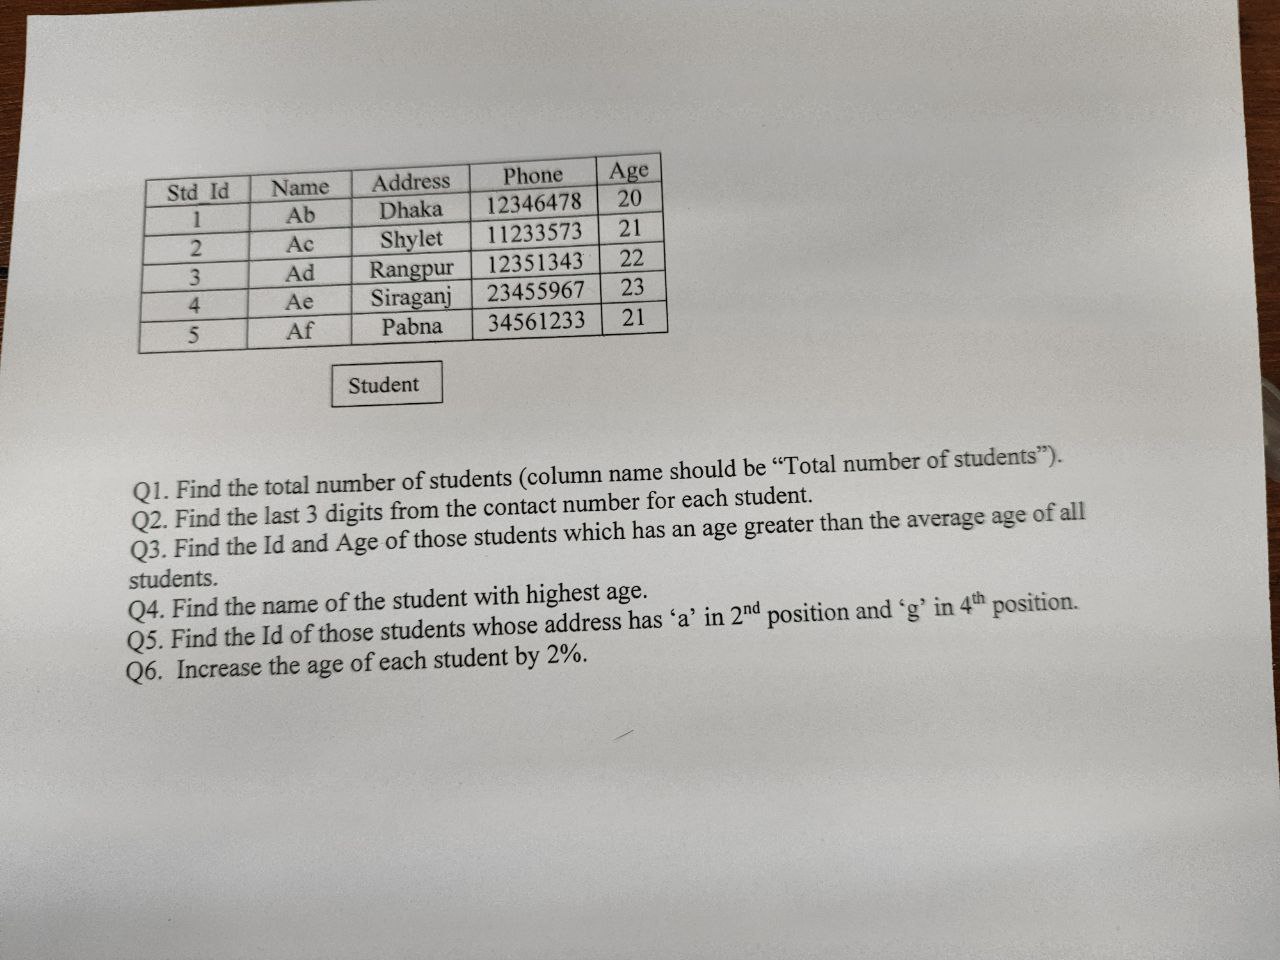 Std_Id Name Address Phone Age
1 Ab Dhaka 12346478 20
2 Ac Shylet 11233573 21
3 Ad Rangpur 12351343 22
4 Ae Siraganj 23455967 23
5 Af Pabna 34561233 21
Student
Q1. Find the total number of students (column name should be “Total number of students”).
Q2. Find the last 3 digits from the contact number for each student.
Q3. Find the Id and Age of those students which has an age greater than the average age of all
students.
Q4. Find the name of the student with highest age.
Q5. Find the Id of those students whose address has ‘a’ in 2nd position and ‘g’ in 4th position.
Q6. Increase the age of each student by 2%.